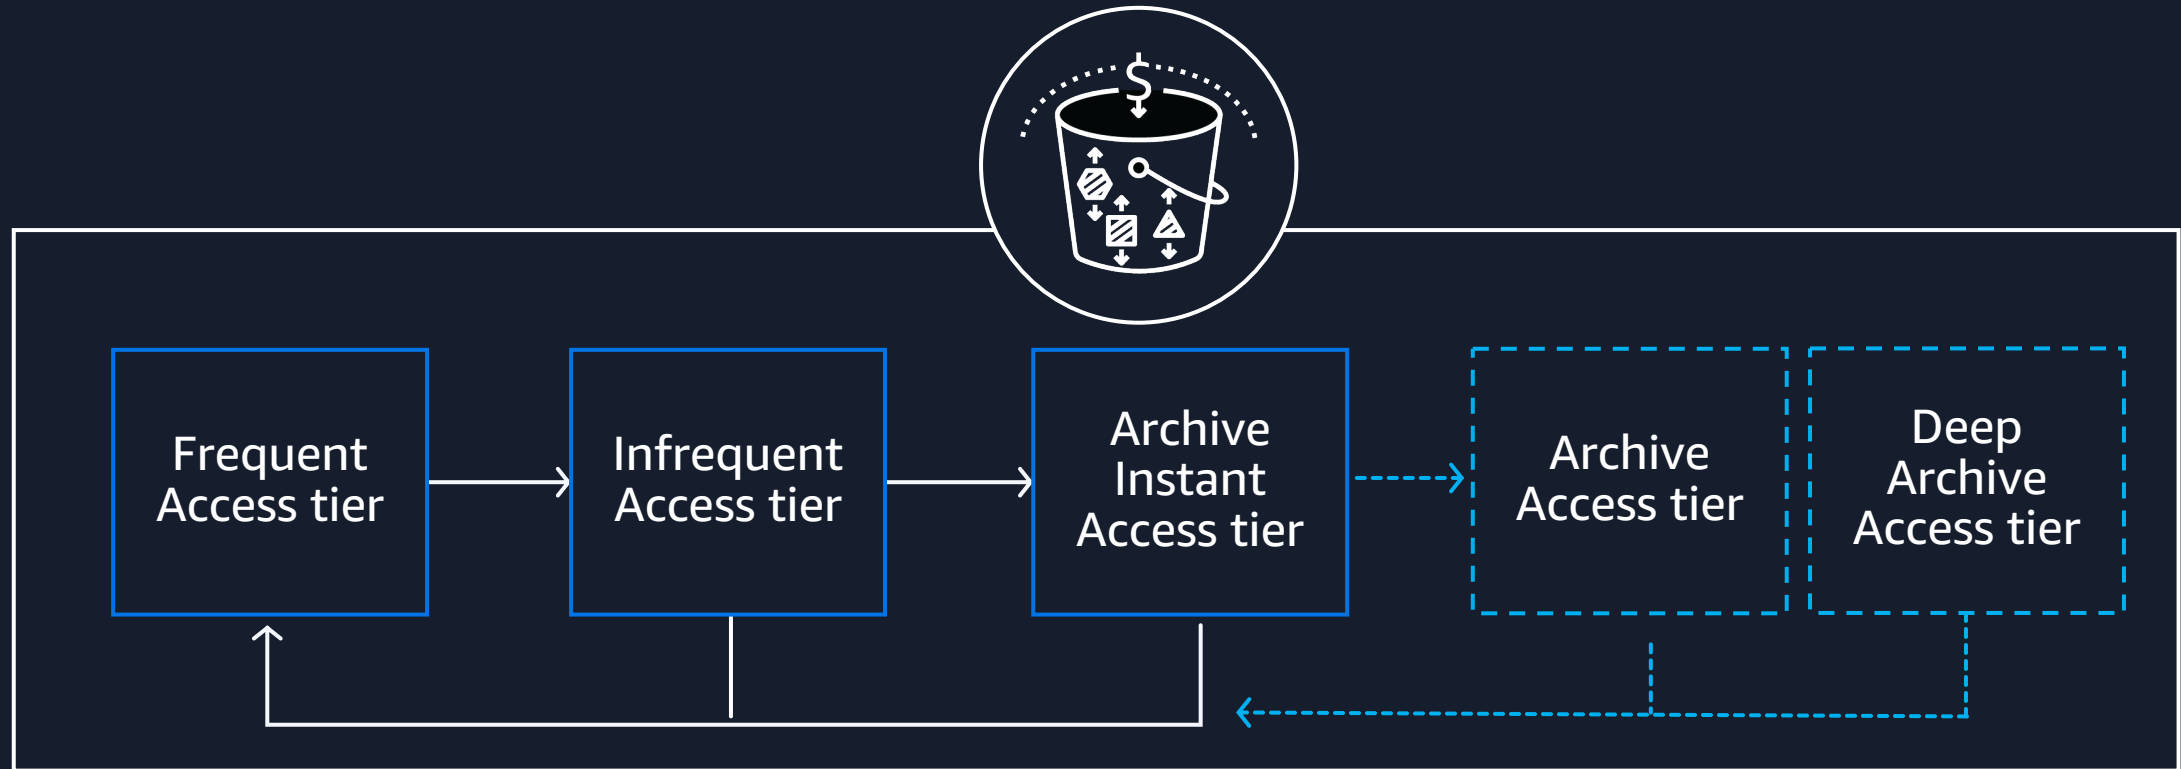 $
Frequent
Access tier
Infrequent
Access tier
Archive
Instant
Access tier
Archive
Access tier
Deep
Archive
Access tier